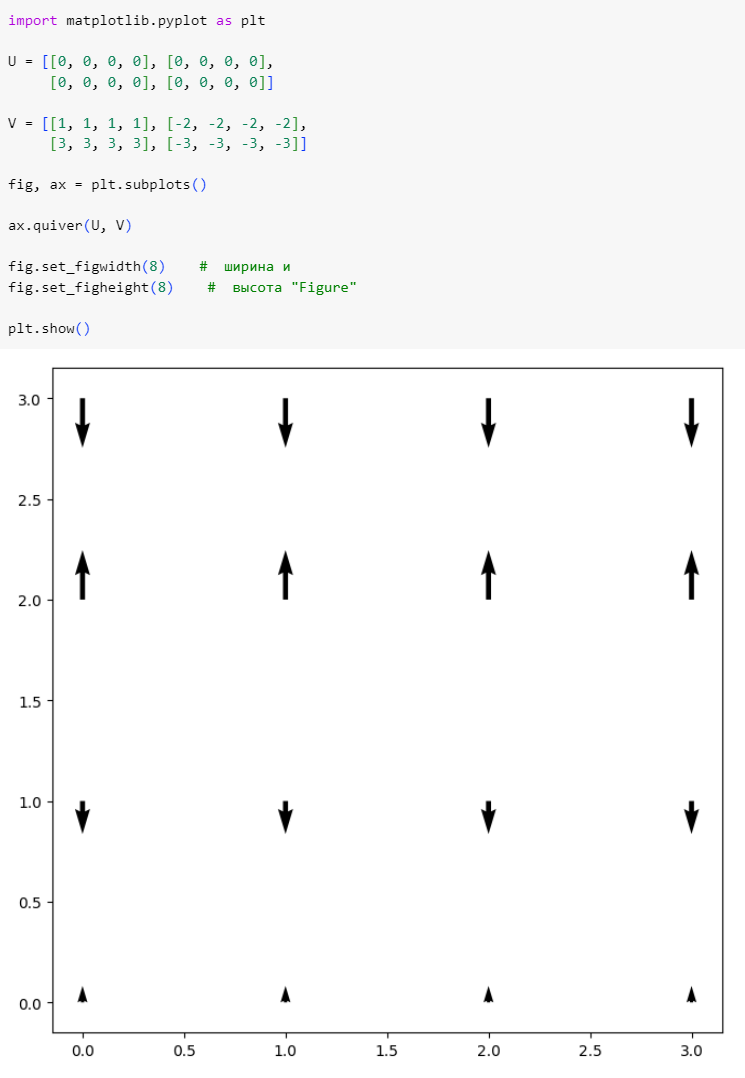 import matplotlib.pyplot as plt
U = [[0, 0, 0, 0], [0, 0, 0, 0],
[0, 0, 0, 0], [0, 0, 0, 0]]
V = [[1, 1, 1, 1], [-2, -2, -2, -2],
[3, 3, 3, 3], [-3, -3, -3, -3]]
fig, ax = plt.subplots()
ax.quiver(U, V)
fig.set_figwidth(8)    #  ширина и
fig.set_figheight(8)    #  высота "Figure"
plt.show()
3.0
2.5
2.0
1.5
1.0
0.5
0.0
0.0 0.5 1.0 1.5 2.0 2.5 3.0